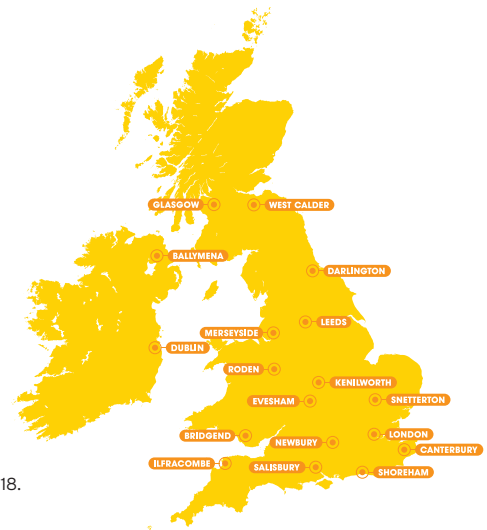 GLASGOW
WEST CALDER
BALLYMENA
DARLINGTON
LEEDS
MERSEYSIDE
DUBLIN
RODEN
KENILWORTH
EVESHAM
SNETTERTON
BRIDGEND
LONDON
NEWBURY
CANTERBURY
ILFRACOMBE
SALISBURY
SHOREHAM
18.